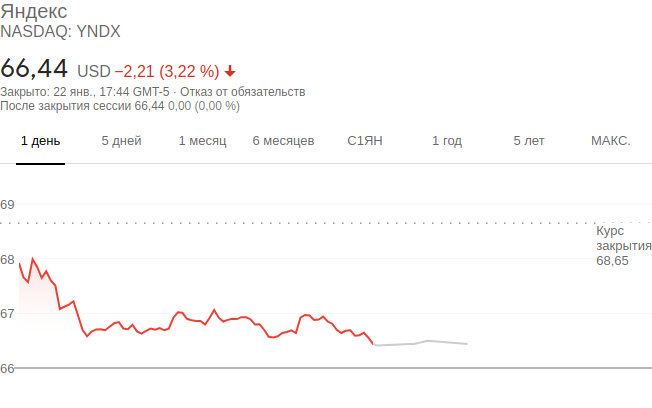 Яндекс
NASDAQ: YNDX
66,44 USD −2,21 (3,22 %)
Закрыто: 22 янв., 17:44 GMT-5 · Отказ от обязательств
После закрытия сессии 66,44 0,00 (0,00 %)
1 день 5 дней 1 месяц 6 месяцев С1ЯН 1 год 5 лет МАКС.
69
Курс
закрытия
68,65
68
67
66